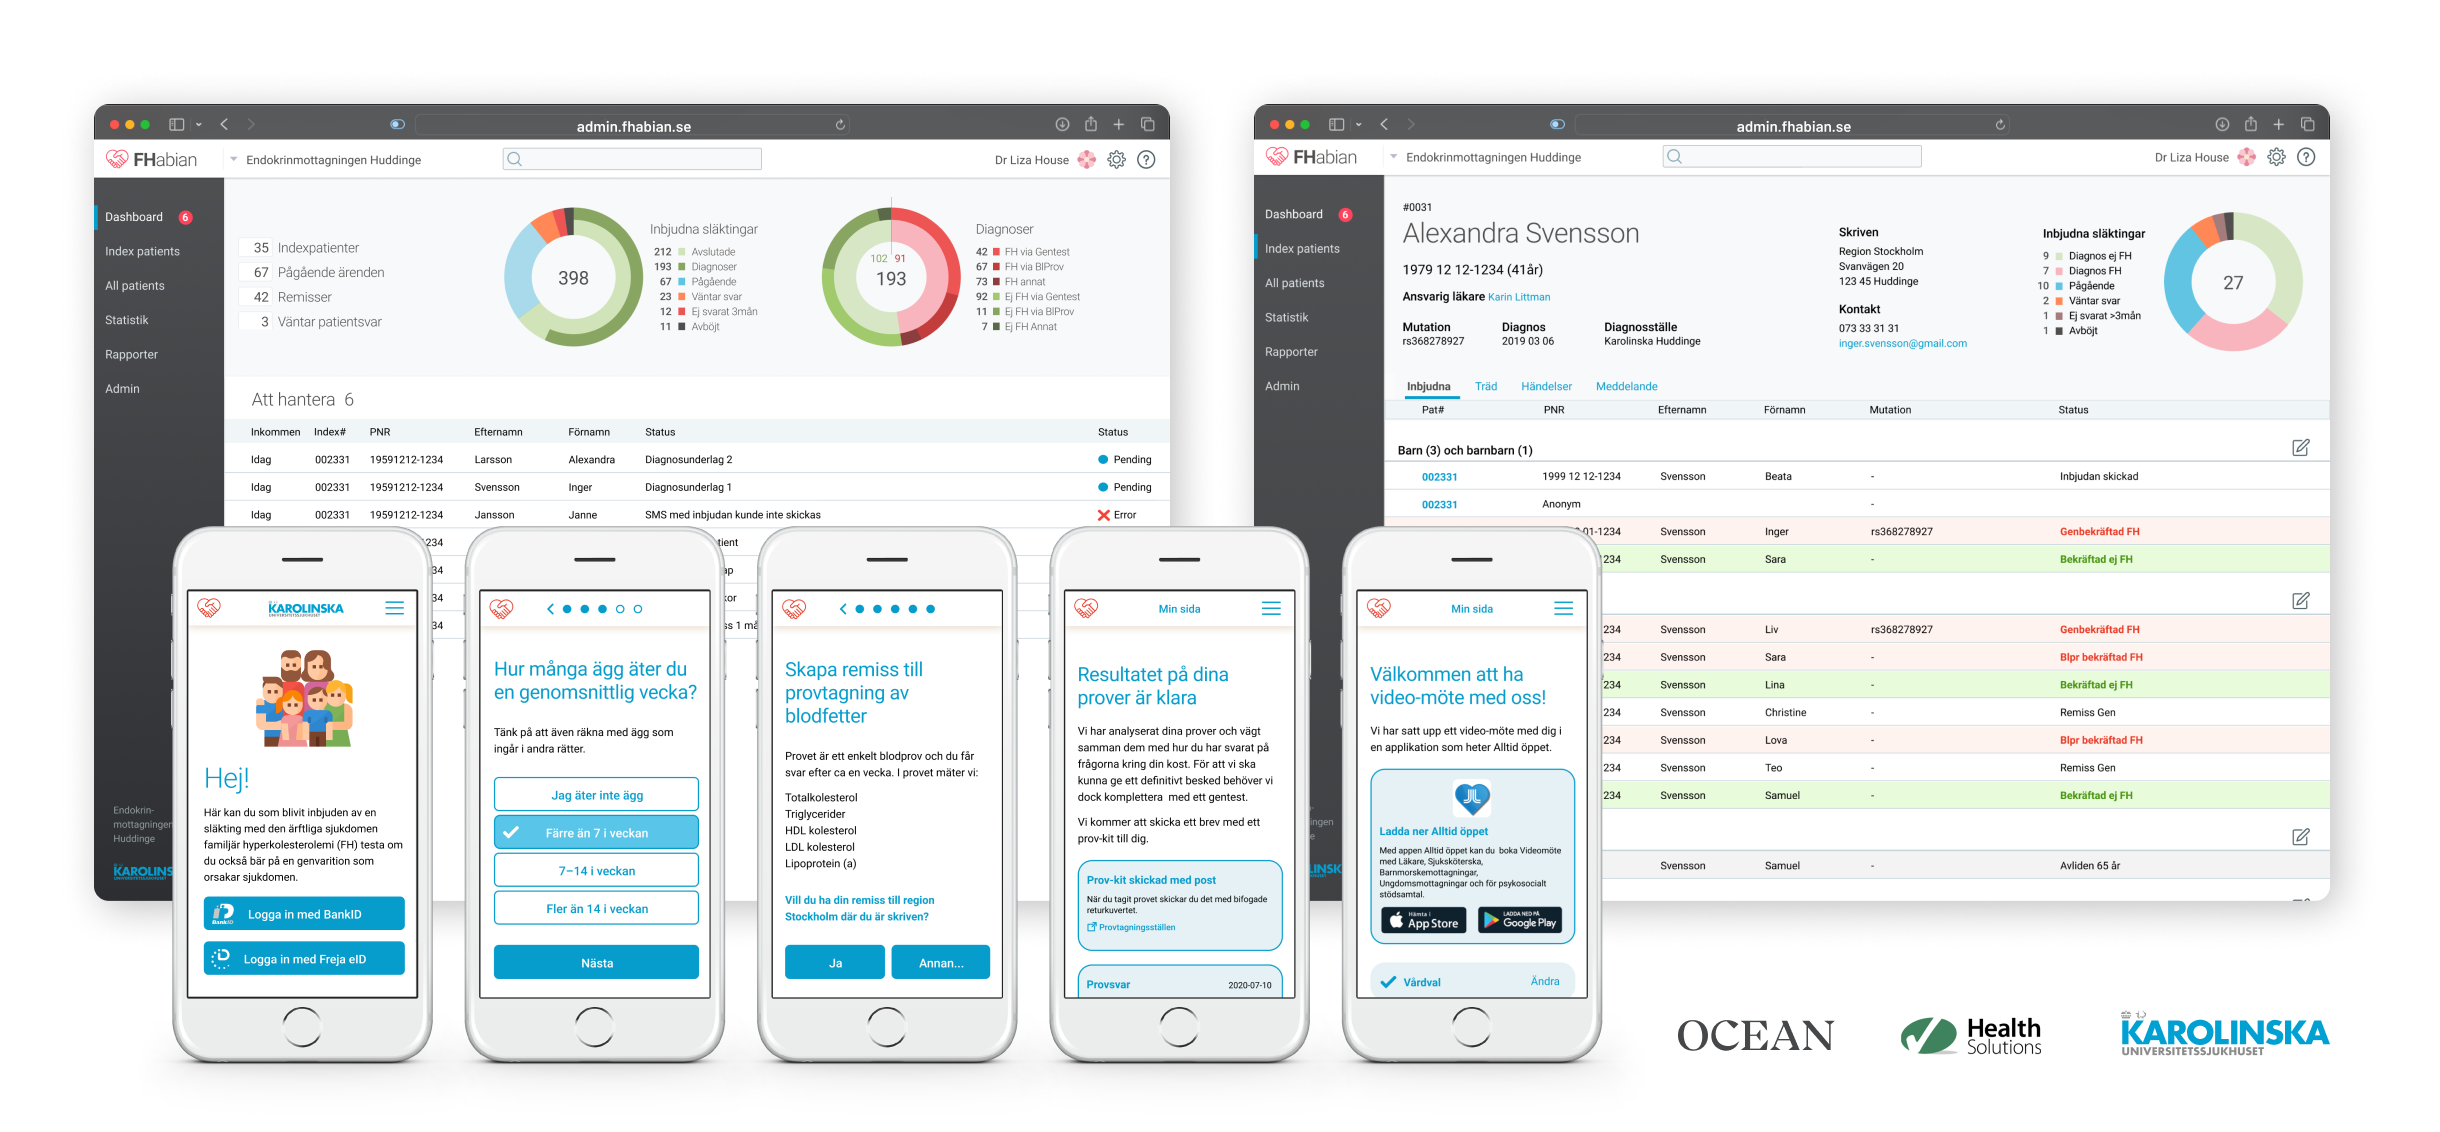 admin.fhabian.se
FHabian
Endokrinmottagningen Huddinge
Dr Liza House
Dashboard 6
Index patients
All patients
Statistik
Rapporter
Admin
35 Indexpatienter
67 Pågående ärenden
42 Remisser
3 Väntar patientsvar
398
Inbjudna släktingar
212 Avslutade
193 Diagnoser
67 Pågående
23 Väntar svar
12 Ej svarat 3mån
11 Avböjt
102 91
193
Diagnoser
42 FH via Gentest
67 FH via BlProv
73 FH annat
92 Ej FH via Gentest
11 Ej FH via BlProv
7 Ej FH Annat
Att hantera 6
Inkommen Index# PNR Efternamn Förnamn Status Status
Idag 002331 19591212-1234 Larsson Alexandra Diagnosunderlag 2 Pending
Idag 002331 19591212-1234 Svensson Inger Diagnosunderlag 1 Pending
Idag 002331 19591212-1234 Jansson Janne SMS med inbjudan kunde inte skickas Error
234 tient
34 ap
34 kor
34 ss 1 må
Endokrin-
mottagningen
Huddinge
KAROLINS
admin.fhabian.se
FHabian
Endokrinmottagningen Huddinge
Dr Liza House
Dashboard 6
Index patients
All patients
Statistik
Rapporter
Admin
#0031
Alexandra Svensson
1979 12 12-1234 (41år)
Ansvarig läkare Karin Littman
Mutation Diagnos Diagnosställe
rs368278927 2019 03 06 Karolinska Huddinge
Skriven
Region Stockholm
Svanvägen 20
123 45 Huddinge
Kontakt
073 33 31 31
inger.svensson@gmail.com
Inbjudna släktingar
9 Diagnos ej FH
7 Diagnos FH
10 Pågående
2 Väntar svar
1 Ej svarat >3mån
1 Avböjt
27
Inbjudna Träd Händelser Meddelande
Pat# PNR Efternamn Förnamn Mutation Status
Barn (3) och barnbarn (1)
002331 1999 12 12-1234 Svensson Beata - Inbjudan skickad
002331 Anonym -
01-1234 Svensson Inger rs368278927 Genbekräftad FH
234 Svensson Sara - Bekräftad ej FH
234 Svensson Liv rs368278927 Genbekräftad FH
234 Svensson Sara - Blpr bekräftad FH
234 Svensson Lina - Bekräftad ej FH
234 Svensson Christine - Remiss Gen
234 Svensson Lova - Blpr bekräftad FH
234 Svensson Teo - Remiss Gen
234 Svensson Samuel - Bekräftad ej FH
Svensson Samuel - Avliden 65 år
ingen
e
INSK
KAROLINSKA
UNIVERSITETSSJUKHUSET
Hej!
Här kan du som blivit inbjuden av en
släkting med den ärftliga sjukdomen
familjär hyperkolesterolemi (FH) testa om
du också bär på en genvarition som
orsakar sjukdomen.
BankID
Logga in med BankID
Logga in med Freja eID
Hur många ägg äter du
en genomsnittlig vecka?
Tänk på att även räkna med ägg som
ingår i andra rätter.
Jag äter inte ägg
Färre än 7 i veckan
7–14 i veckan
Fler än 14 i veckan
Nästa
Skapa remiss till
provtagning av
blodfetter
Provet är ett enkelt blodprov och du får
svar efter ca en vecka. I provet mäter vi:
Totalkolesterol
Triglycerider
HDL kolesterol
LDL kolesterol
Lipoprotein (a)
Vill du ha din remiss till region
Stockholm där du är skriven?
Ja Annan...
Min sida
Resultatet på dina
prover är klara
Vi har analyserat dina prover och vägt
samman dem med hur du har svarat på
frågorna kring din kost. För att vi ska
kunna ge ett definitivt besked behöver vi
dock komplettera med ett gentest.
Vi kommer att skicka ett brev med ett
prov-kit till dig.
Prov-kit skickad med post
När du tagit provet skickar du det med bifogade
returkuvertet.
Provtagningsställen
Provsvar 2020-07-10
Min sida
Välkommen att ha
video-möte med oss!
Vi har satt upp ett video-möte med dig i
en applikation som heter Alltid öppet.
Ladda ner Alltid öppet
Med appen Alltid öppet kan du boka Videomöte
med Läkare, Sjuksköterska,
Barnmorskemottagningar,
Ungdomsmottagningar och för psykosocialt
stödsamtal.
Hämta i
App Store
LADDA NED PÅ
Google Play
Vårdval Ändra
OCEAN
Health
Solutions
KAROLINSKA
UNIVERSITETSSJUKHUSET